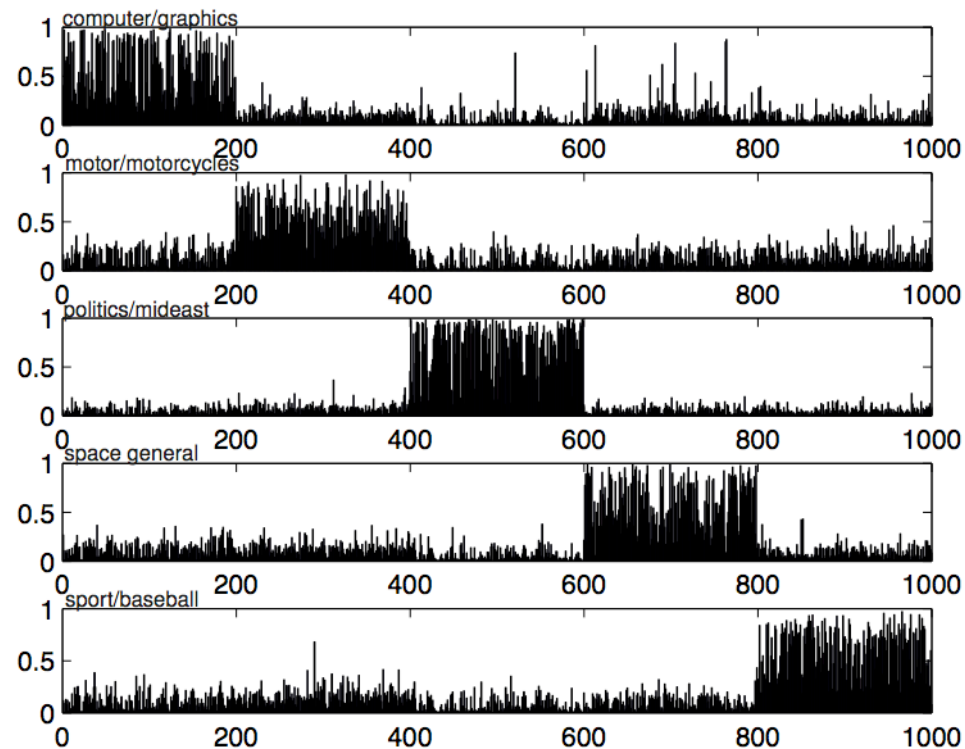 computer/graphics
1
0.5
0
0 200 400 600 800 1000
motor/motorcycles
1
0.5
0
0 200 400 600 800 1000
politics/mideast
1
0.5
0
0 200 400 600 800 1000
space general
1
0.5
0
0 200 400 600 800 1000
sport/baseball
1
0.5
0
0 200 400 600 800 1000